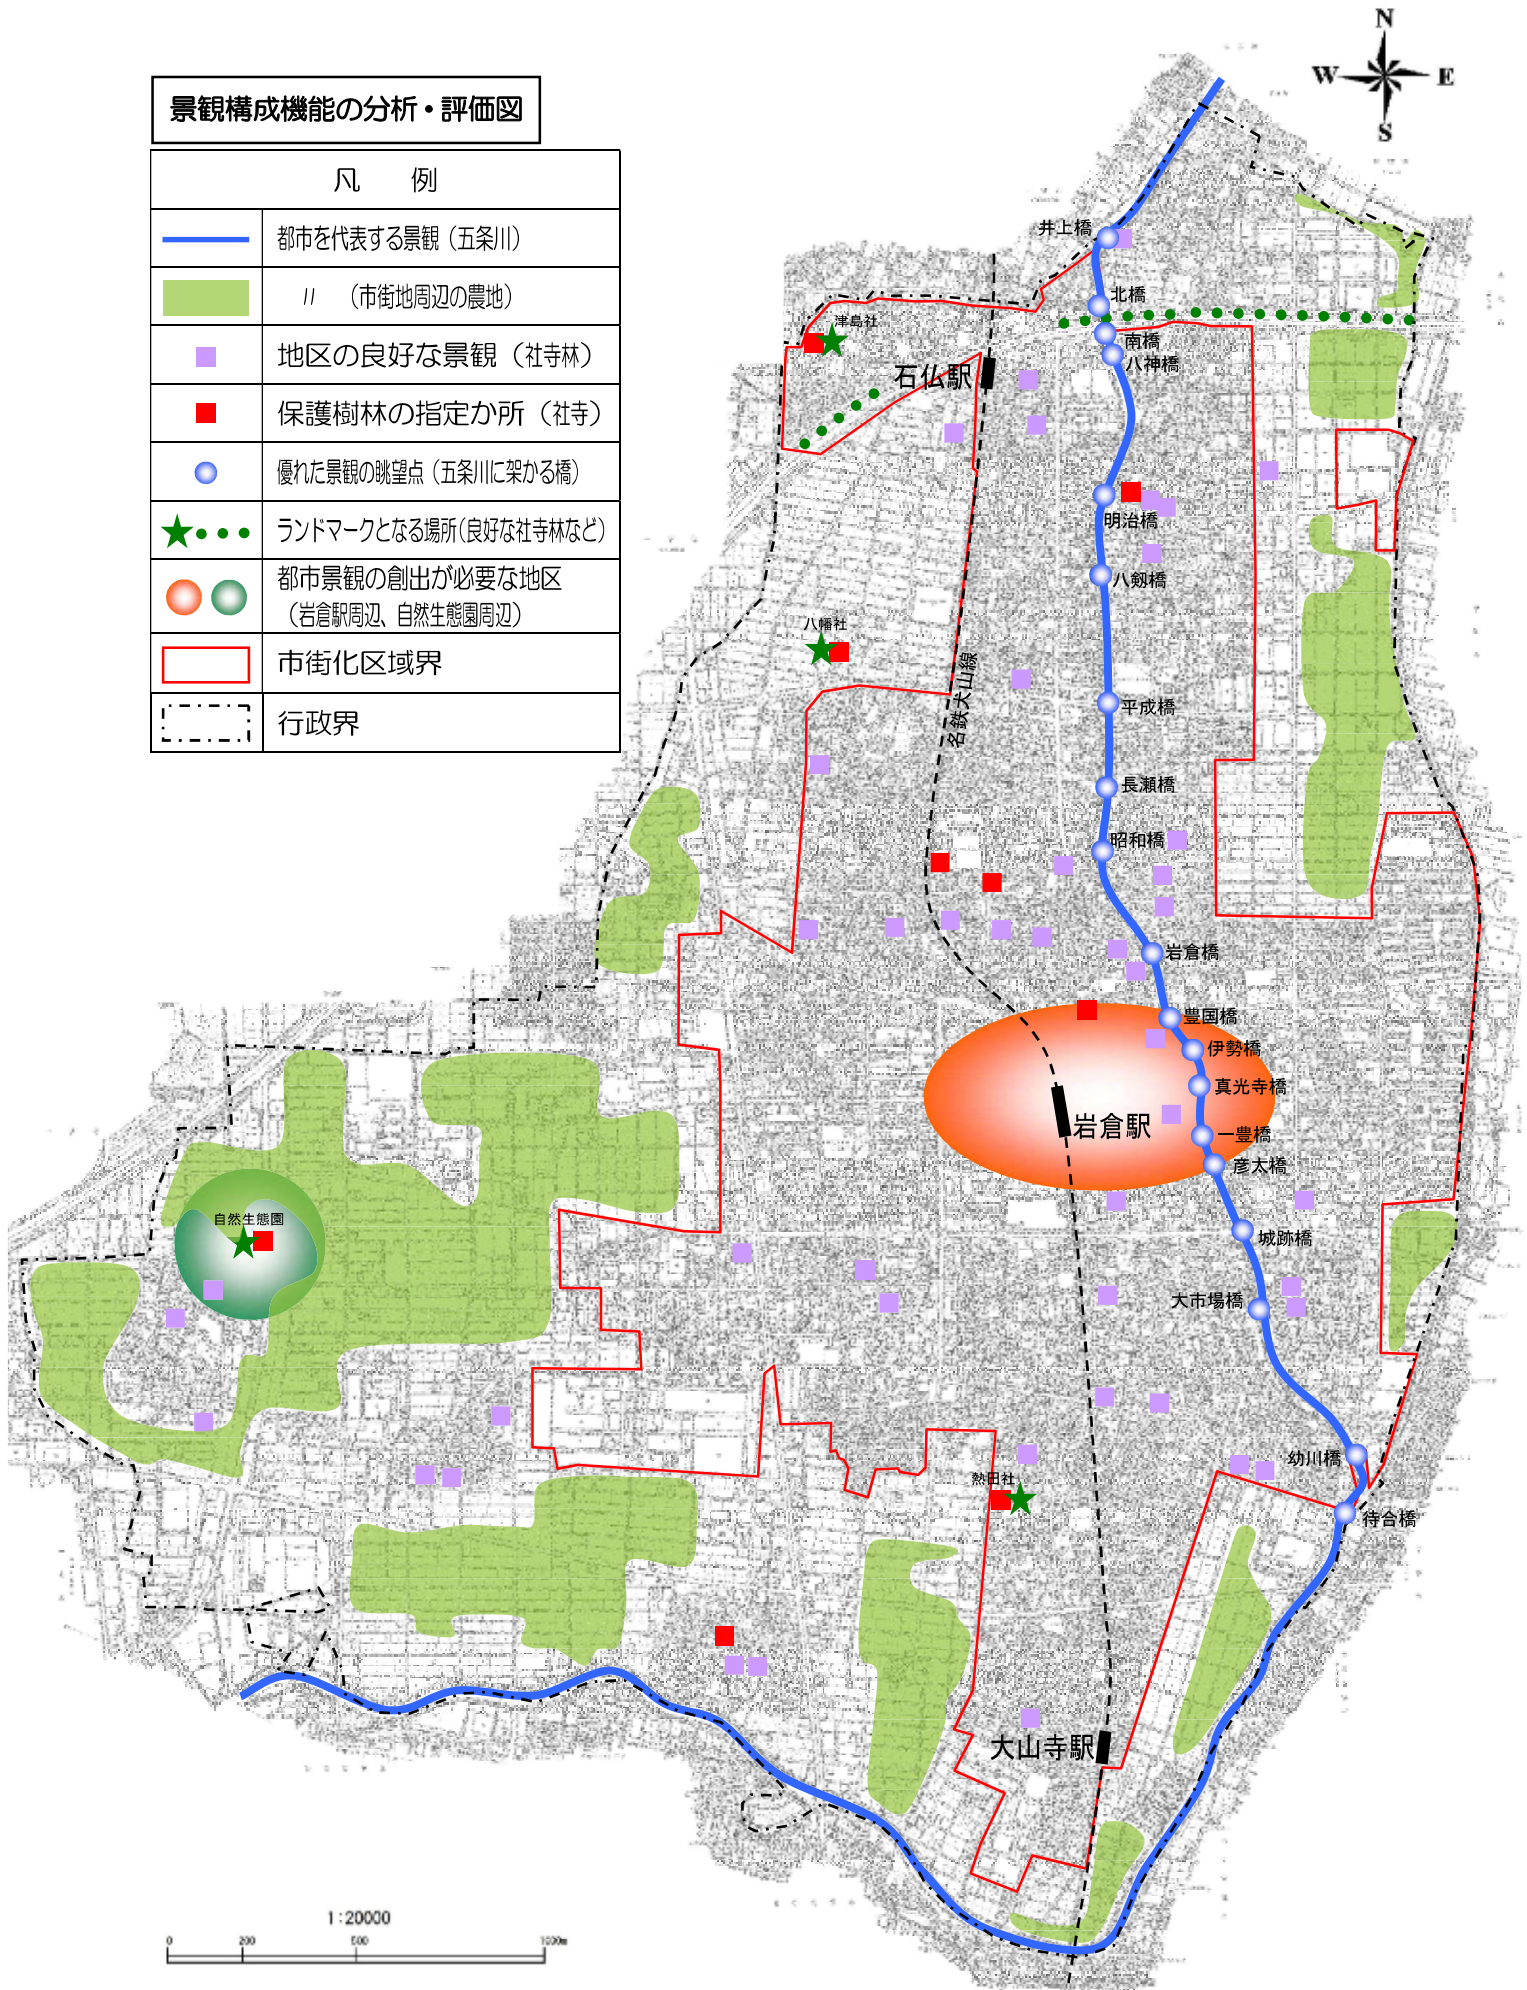 N
W
E
S
景観構成機能の分析・評価図
凡 例
都市を代表する景観（五条川）
〃 （市街地周辺の農地）
地区の良好な景観（社寺林）
保護樹林の指定か所（社寺）
優れた景観の眺望点（五条川に架かる橋）
ランドマークとなる場所（良好な社寺林など）
都市景観の創出が必要な地区
（岩倉駅周辺、自然生態園周辺）
市街化区域界
行政界
井上橋
北橋
津島社
南橋
八神橋
石仏駅
明治橋
八剱橋
八幡社
名鉄犬山線
平成橋
長瀬橋
昭和橋
岩倉橋
豊国橋
伊勢橋
真光寺橋
岩倉駅
一豊橋
彦太橋
自然生態園
城跡橋
大市場橋
幼川橋
熱田社
待合橋
大山寺駅
1:20000
0 200 500 1000m